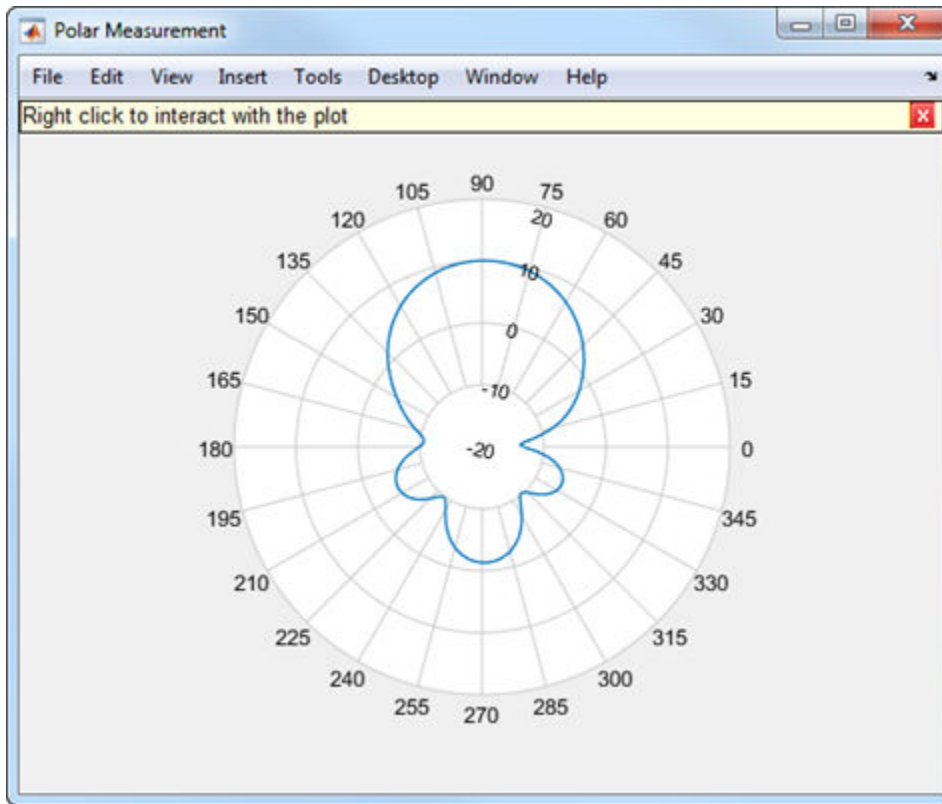 Polar Measurement
File Edit View Insert Tools Desktop Window Help
Right click to interact with the plot
90
105 75
120 20 60
135 45
10
150 30
0
165 15
-10
180 -20 0
195 345
210 330
225 315
240 300
255 285
270